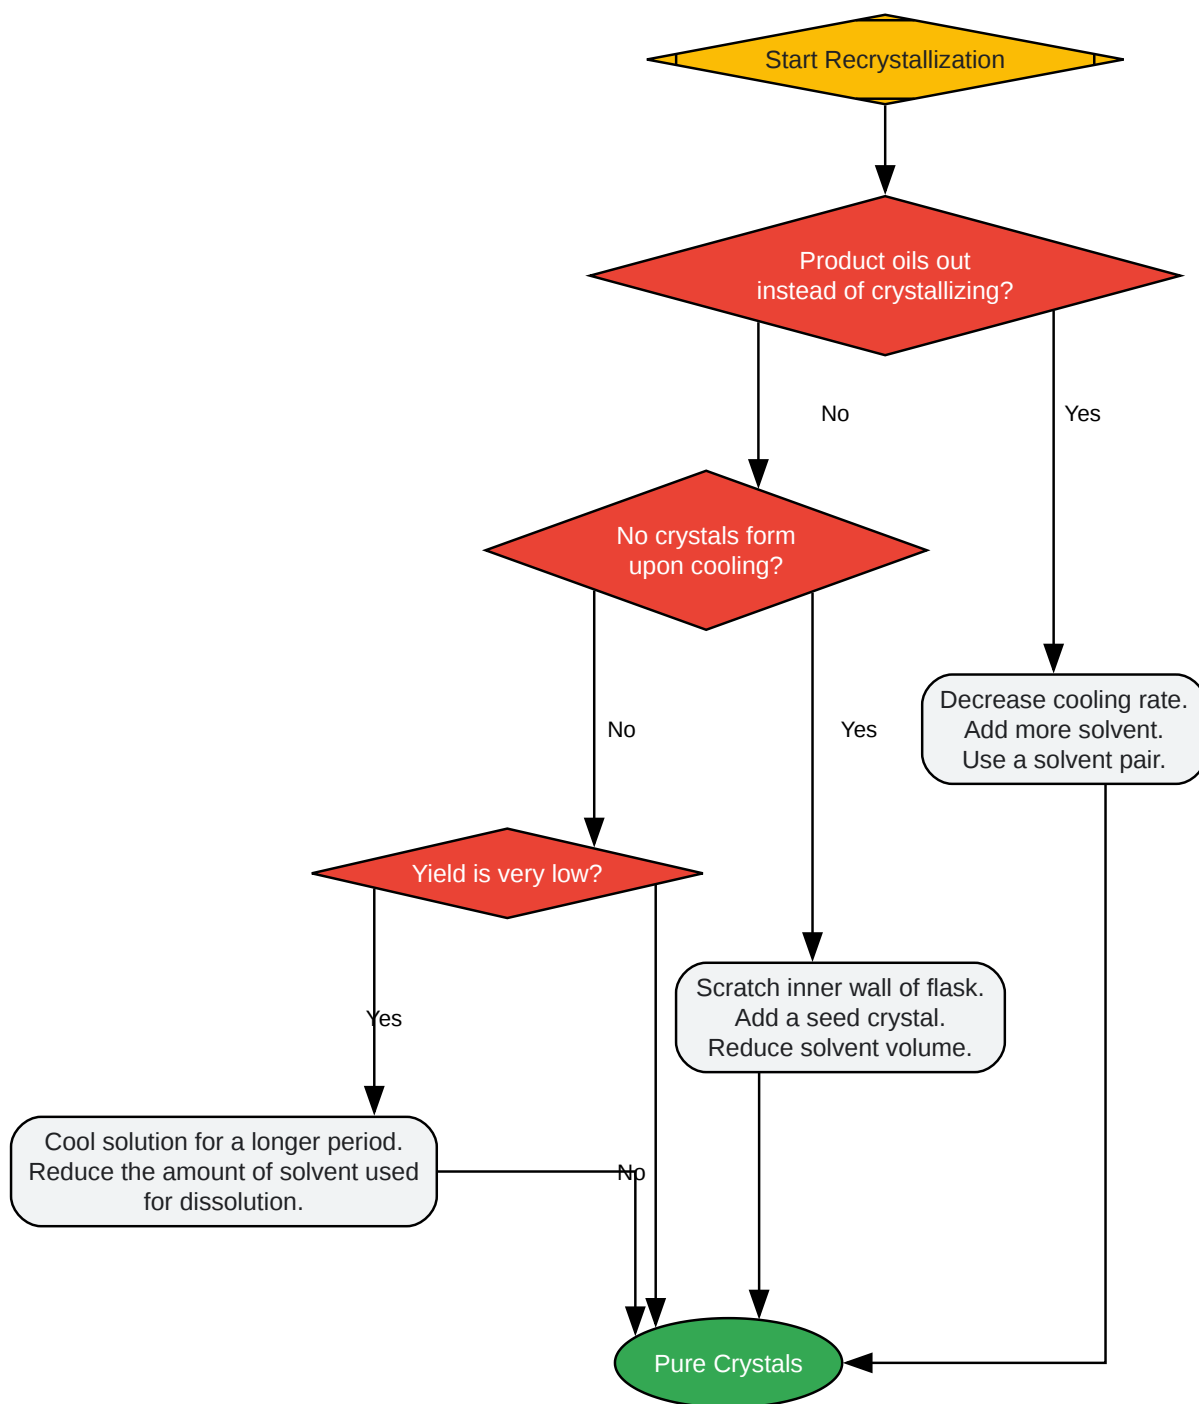 Start Recrystallization
Product oils out
instead of crystallizing?
No
Yes
No crystals form
upon cooling?
Decrease cooling rate.
Add more solvent.
Use a solvent pair.
No
Yes
Yield is very low?
Scratch inner wall of flask.
Add a seed crystal.
Reduce solvent volume.
Yes
Cool solution for a longer period.
Reduce the amount of solvent used
for dissolution.
No
Pure Crystals